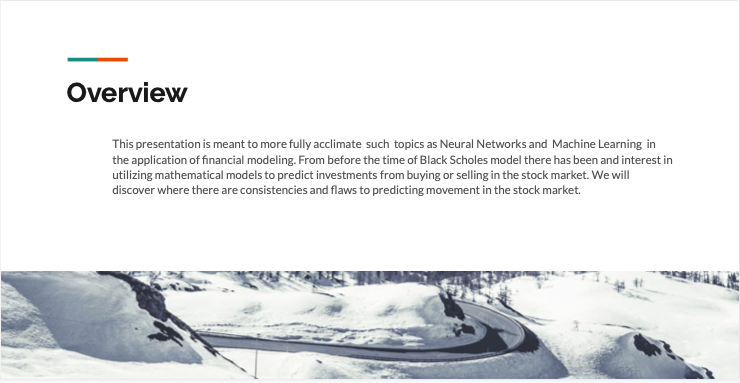 Overview
This presentation is meant to more fully acclimate such topics as Neural Networks and Machine Learning in
the application of financial modeling. From before the time of Black Scholes model there has been and interest in
utilizing mathematical models to predict investments from buying or selling in the stock market. We will
discover where there are consistencies and flaws to predicting movement in the stock market.